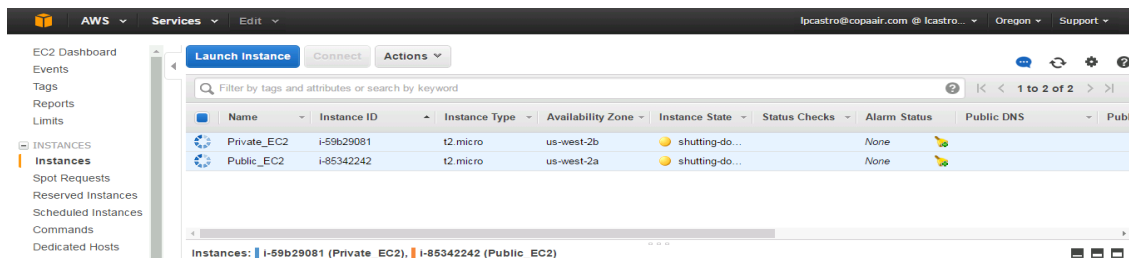 AWS Services Edit lpcastro@copaair.com @ lcastro... Oregon Support
EC2 Dashboard
Events
Tags
Reports
Limits
INSTANCES
Instances
Spot Requests
Reserved Instances
Scheduled Instances
Commands
Dedicated Hosts
Launch Instance Connect Actions
Filter by tags and attributes or search by keyword 1 to 2 of 2
Name Instance ID Instance Type Availability Zone Instance State Status Checks Alarm Status Public DNS Publ
Private_EC2 i-59b29081 t2.micro us-west-2b shutting-do... None
Public_EC2 i-85342242 t2.micro us-west-2a shutting-do... None
Instances: i-59b29081 (Private_EC2), i-85342242 (Public_EC2)